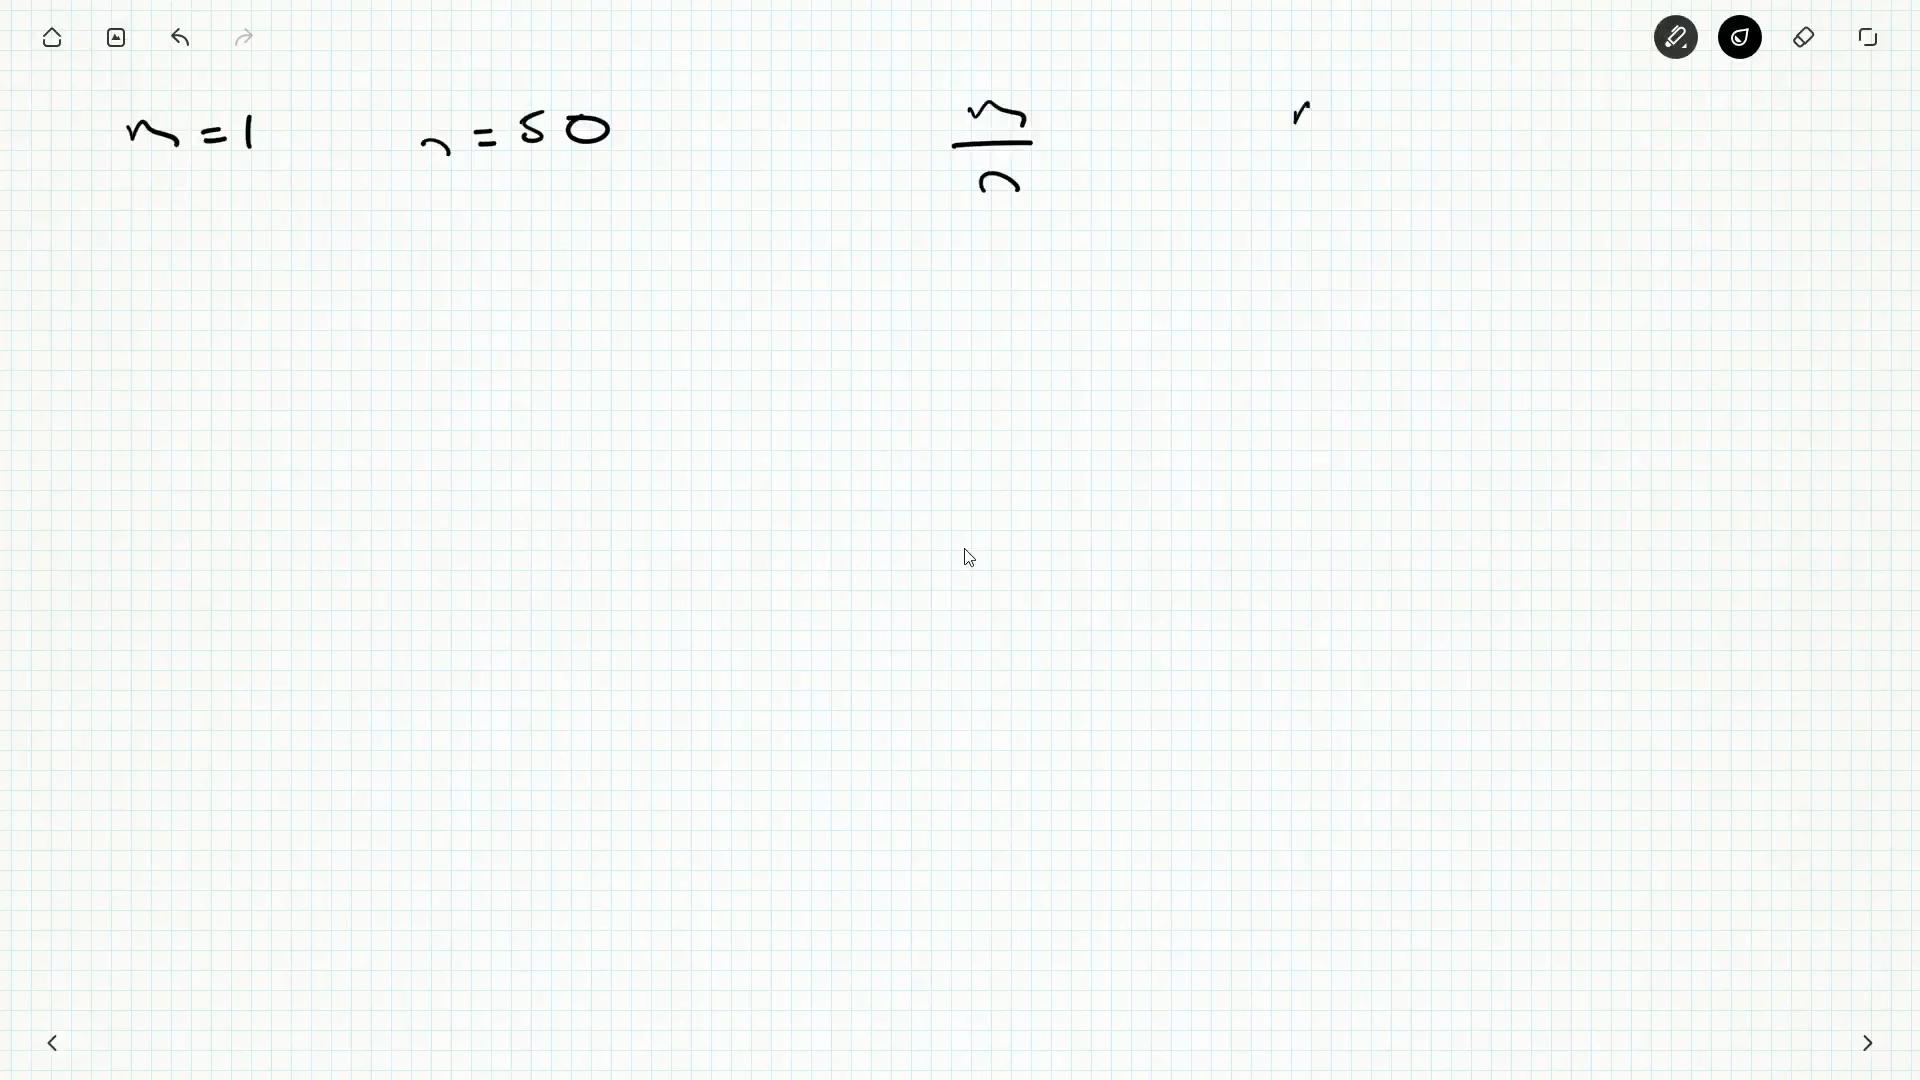 m = 1 n = 50 m/n